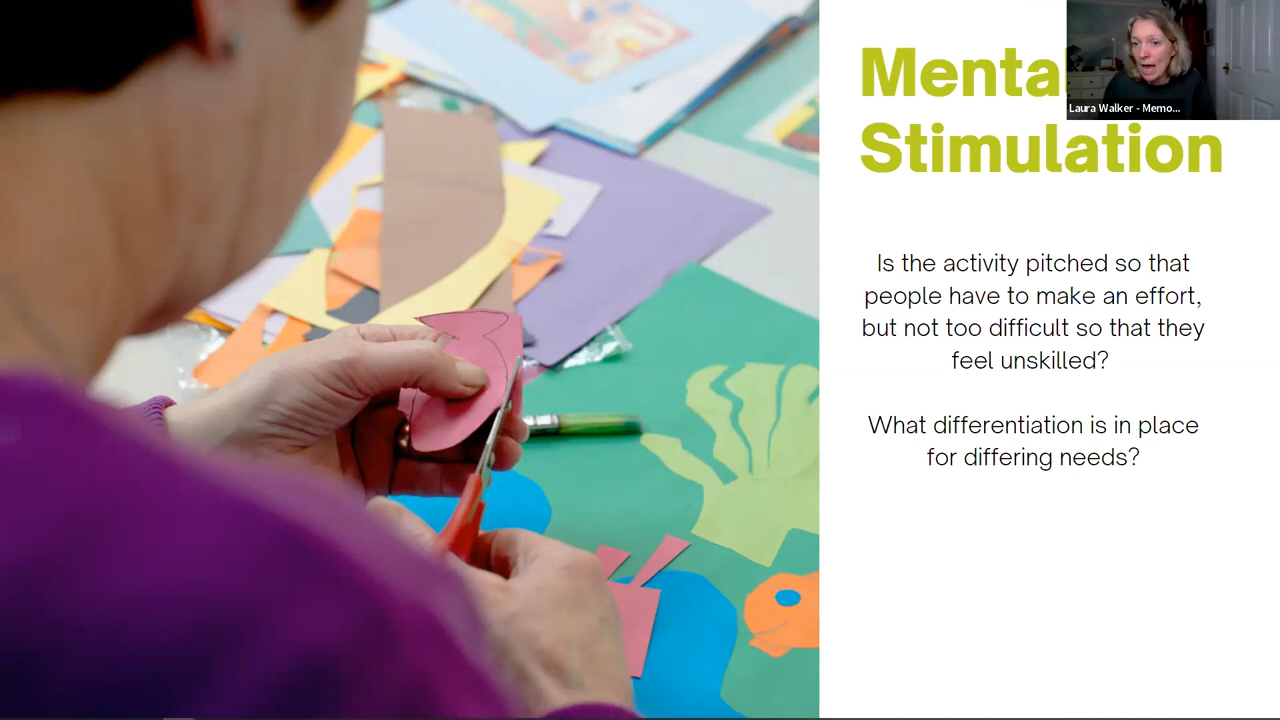 Menta
Stimulation
Laura Walker - Memo...
Is the activity pitched so that
people have to make an effort,
but not too difficult so that they
feel unskilled?
What differentiation is in place
for differing needs?